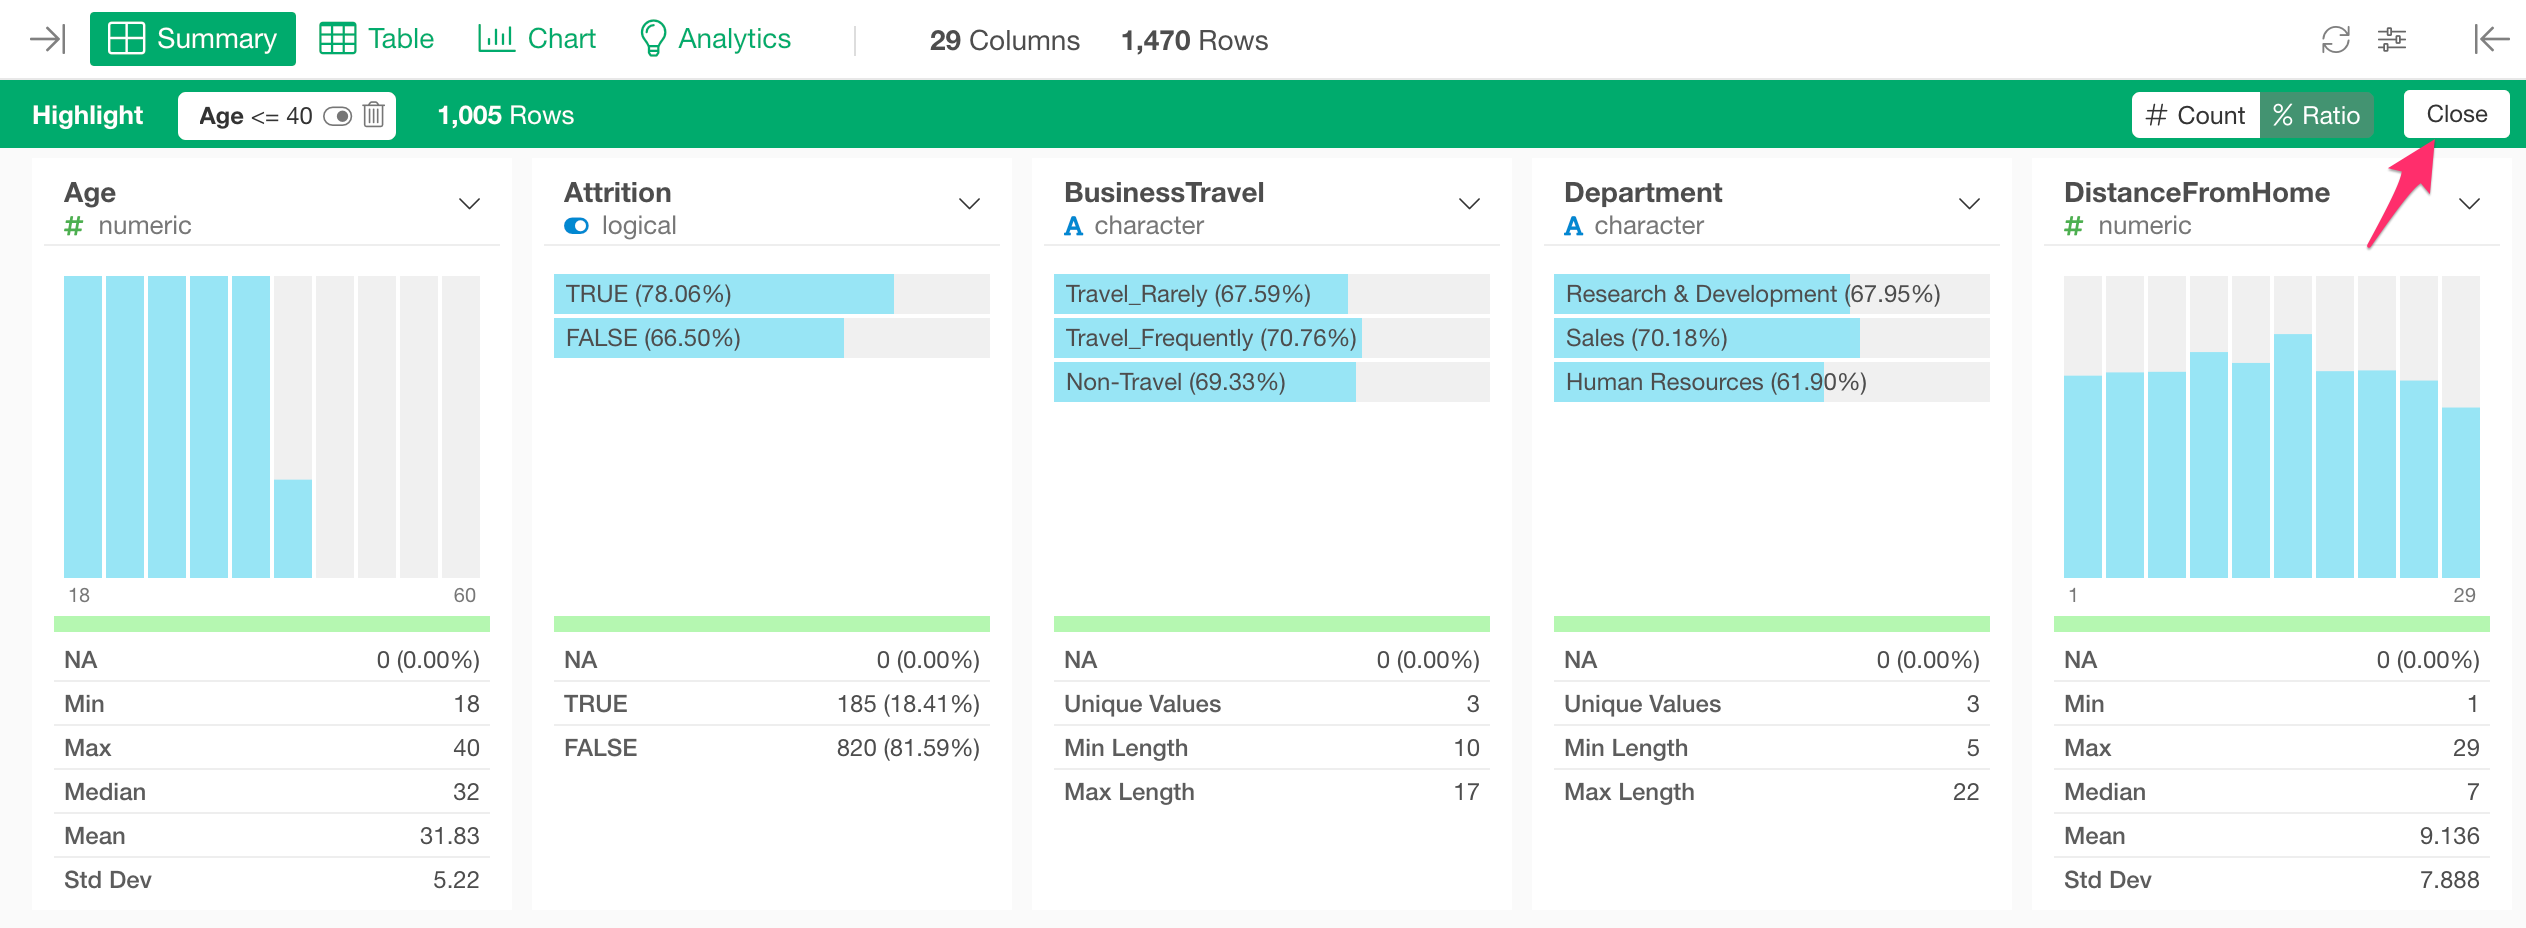 Summary Table Chart Analytics 29 Columns 1,470 Rows
Highlight Age <= 40 1,005 Rows # Count % Ratio Close
Age
# numeric
18 60
NA 0 (0.00%)
Min 18
Max 40
Median 32
Mean 31.83
Std Dev 5.22
Attrition
logical
TRUE (78.06%)
FALSE (66.50%)
NA 0 (0.00%)
TRUE 185 (18.41%)
FALSE 820 (81.59%)
BusinessTravel
A character
Travel_Rarely (67.59%)
Travel_Frequently (70.76%)
Non-Travel (69.33%)
NA 0 (0.00%)
Unique Values 3
Min Length 10
Max Length 17
Department
A character
Research & Development (67.95%)
Sales (70.18%)
Human Resources (61.90%)
NA 0 (0.00%)
Unique Values 3
Min Length 5
Max Length 22
DistanceFromHome
# numeric
1 29
NA 0 (0.00%)
Min 1
Max 29
Median 7
Mean 9.136
Std Dev 7.888